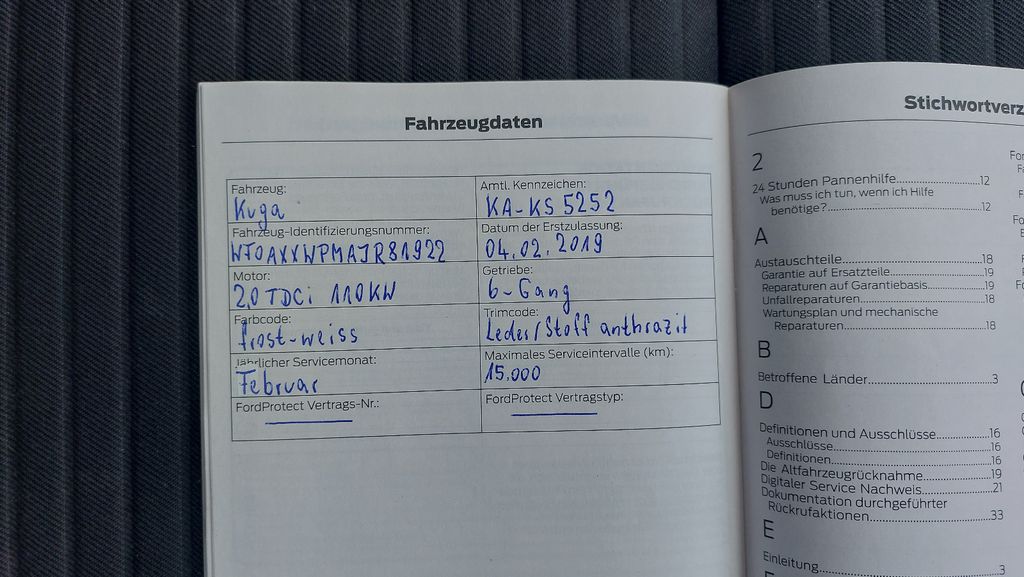 Fahrzeugdaten
Fahrzeug:
Kuga
Amtl. Kennzeichen:
KA-KS 5252
Fahrzeug-Identifizierungsnummer:
WF0AXXWPMAJR81922
Datum der Erstzulassung:
04.02.2019
Motor:
2,0 TDCi 110KW
Getriebe:
6-Gang
Farbcode:
frost-weiss
Trimcode:
Leder/Stoff anthrazit
Jährlicher Servicemonat:
Februar
Maximales Serviceintervalle (km):
15.000
FordProtect Vertrags-Nr.:
FordProtect Vertragstyp:
2
24 Stunden Pannenhilfe....................12
Was muss ich tun, wenn ich Hilfe
benötige?....................12
A
Austauschteile....................18
Garantie auf Ersatzteile....................19
Reparaturen auf Garantiebasis....................19
Unfallreparaturen....................18
Wartungsplan und mechanische
Reparaturen....................18
B
Betroffene Länder....................3
D
Definitionen und Ausschlüsse....................16
Ausschlüsse....................16
Definitionen....................16
Die Altfahrzeugrücknahme....................19
Digitaler Service Nachweis....................21
Dokumentation durchgeführter
Rückrufaktionen....................33
E
Einleitung....................3